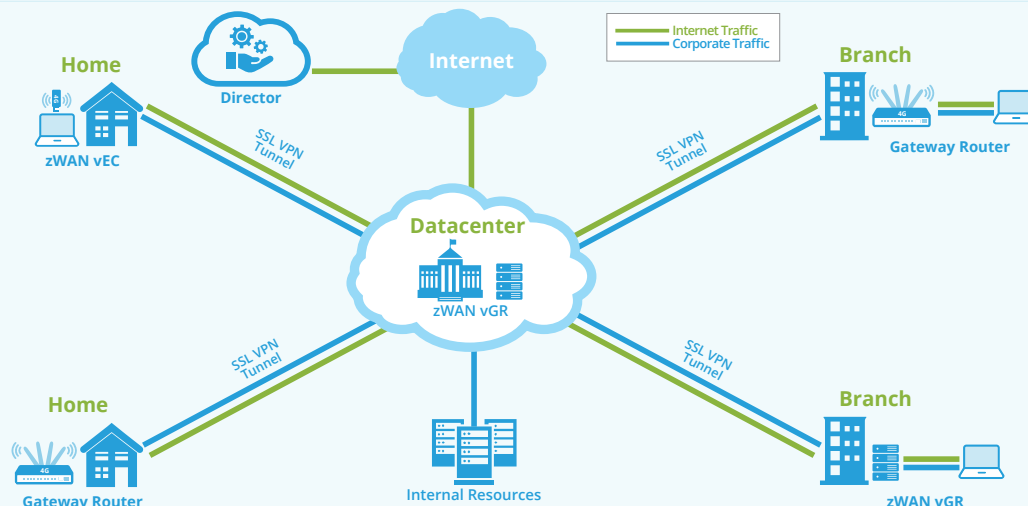 Internet Traffic
Corporate Traffic
Home
Director
Internet
Branch
4G
zWAN vEC
SSL VPN
Tunnel
SSL VPN
Tunnel
4G
Gateway Router
Datacenter
zWAN vGR
SSL VPN
Tunnel
SSL VPN
Tunnel
Home
Branch
4G
Gateway Router
Internal Resources
zWAN vGR